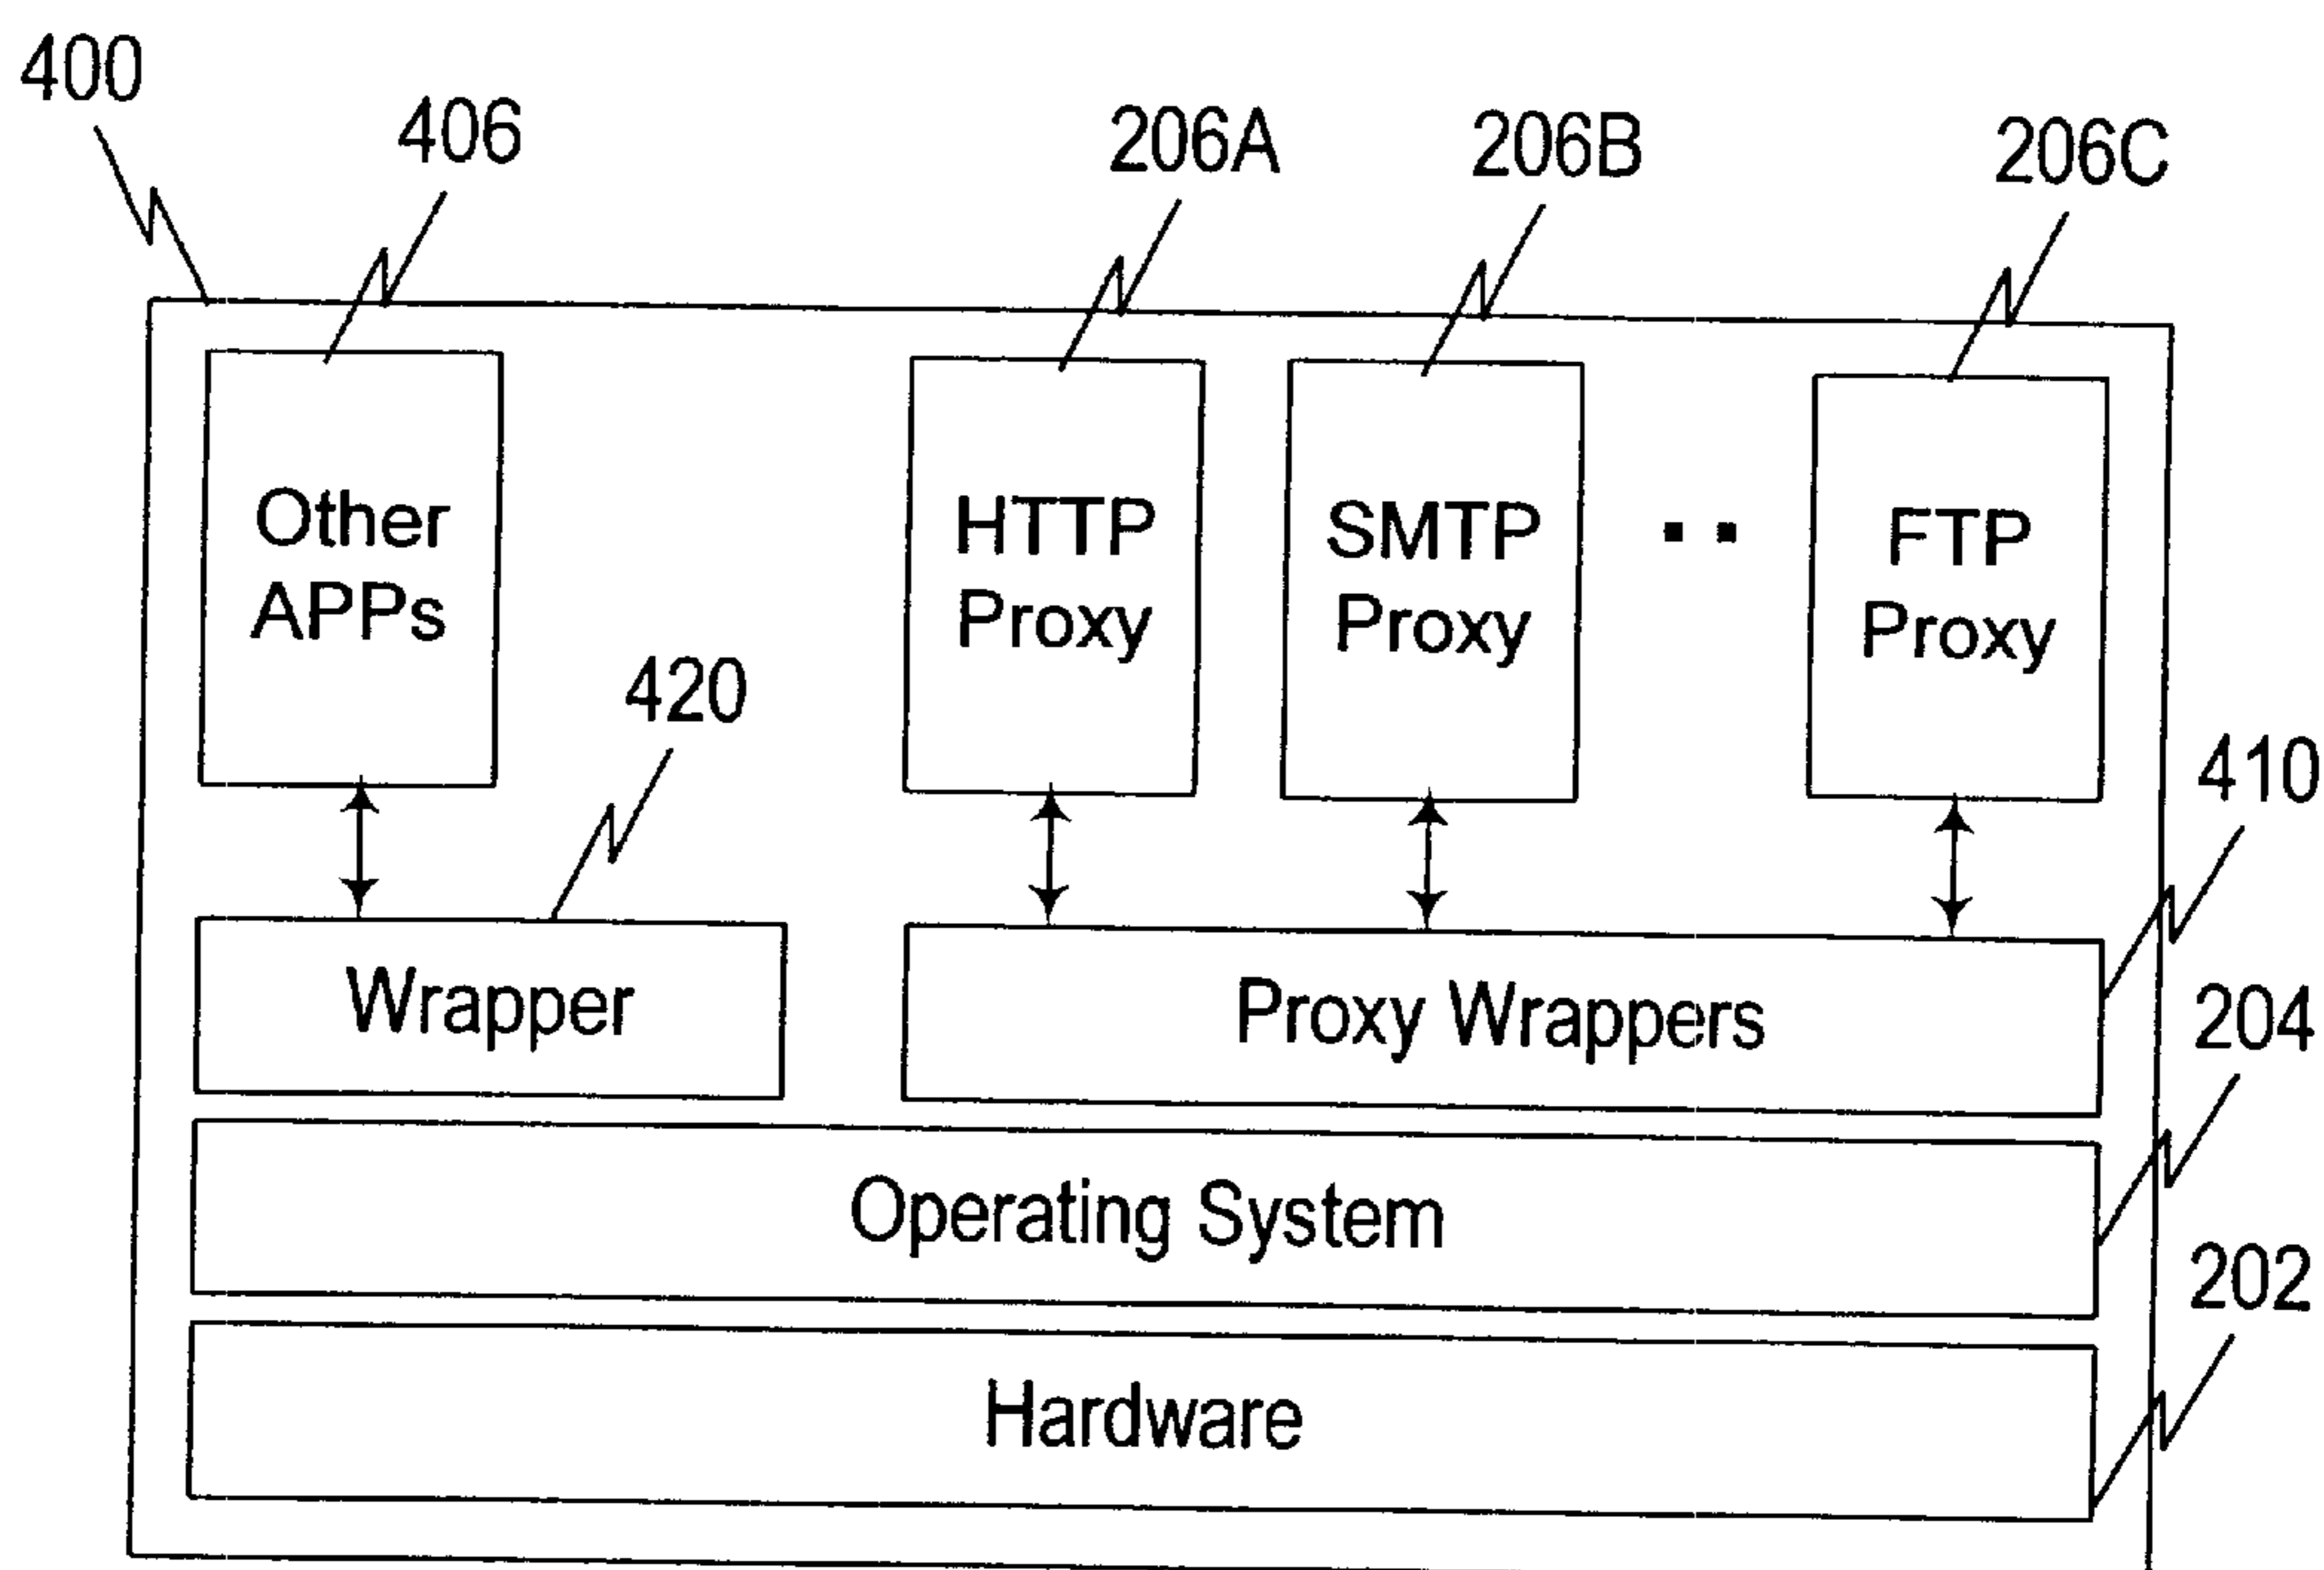 400
406
206A
206B
206C
Other
APPs
HTTP
Proxy
SMTP
Proxy
FTP
Proxy
420
410
Wrapper
Proxy Wrappers
204
Operating System
202
Hardware